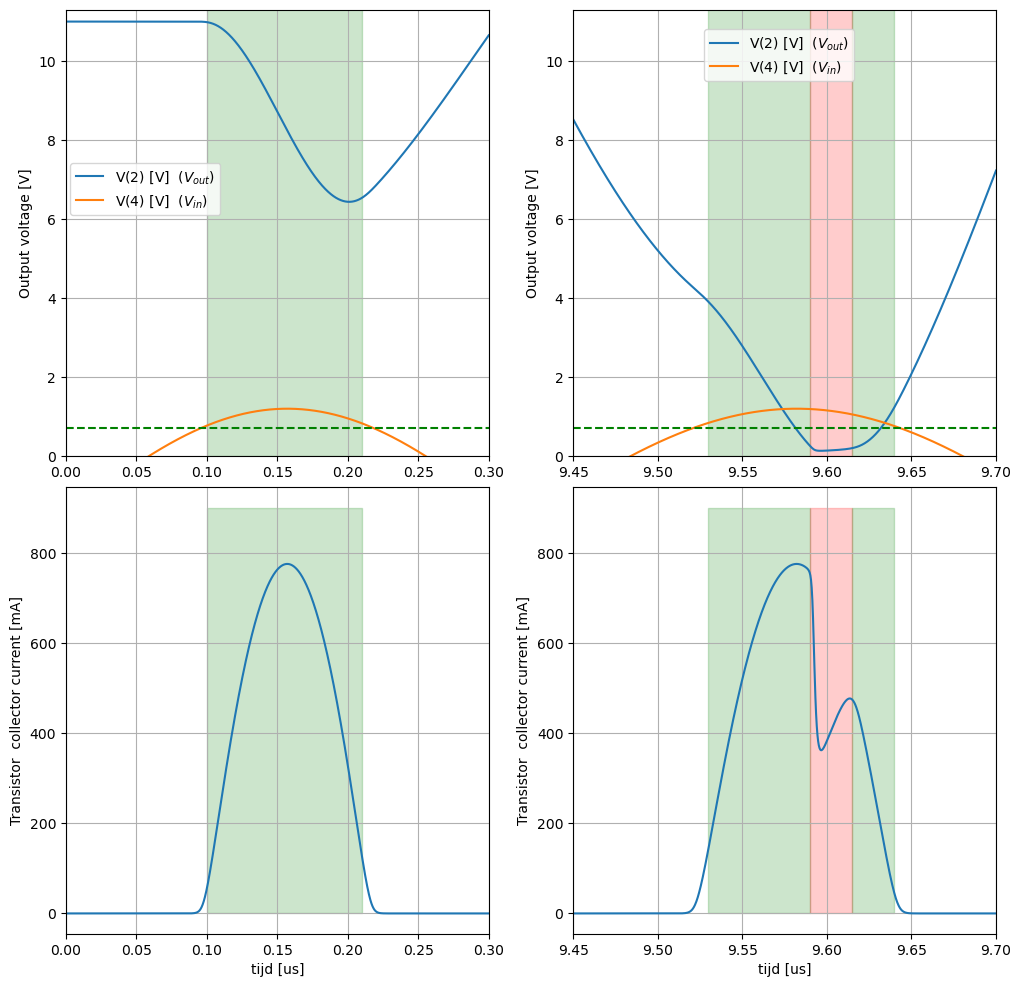 Output voltage [V]
10
8
6
4
2
0
V(2) [V]  (V_out)
V(4) [V]  (V_in)
0.00 0.05 0.10 0.15 0.20 0.25 0.30
Output voltage [V]
10
8
6
4
2
0
V(2) [V]  (V_out)
V(4) [V]  (V_in)
9.45 9.50 9.55 9.60 9.65 9.70
Transistor  collector current [mA]
800
600
400
200
0
0.00 0.05 0.10 0.15 0.20 0.25 0.30
tijd [us]
Transistor  collector current [mA]
800
600
400
200
0
9.45 9.50 9.55 9.60 9.65 9.70
tijd [us]